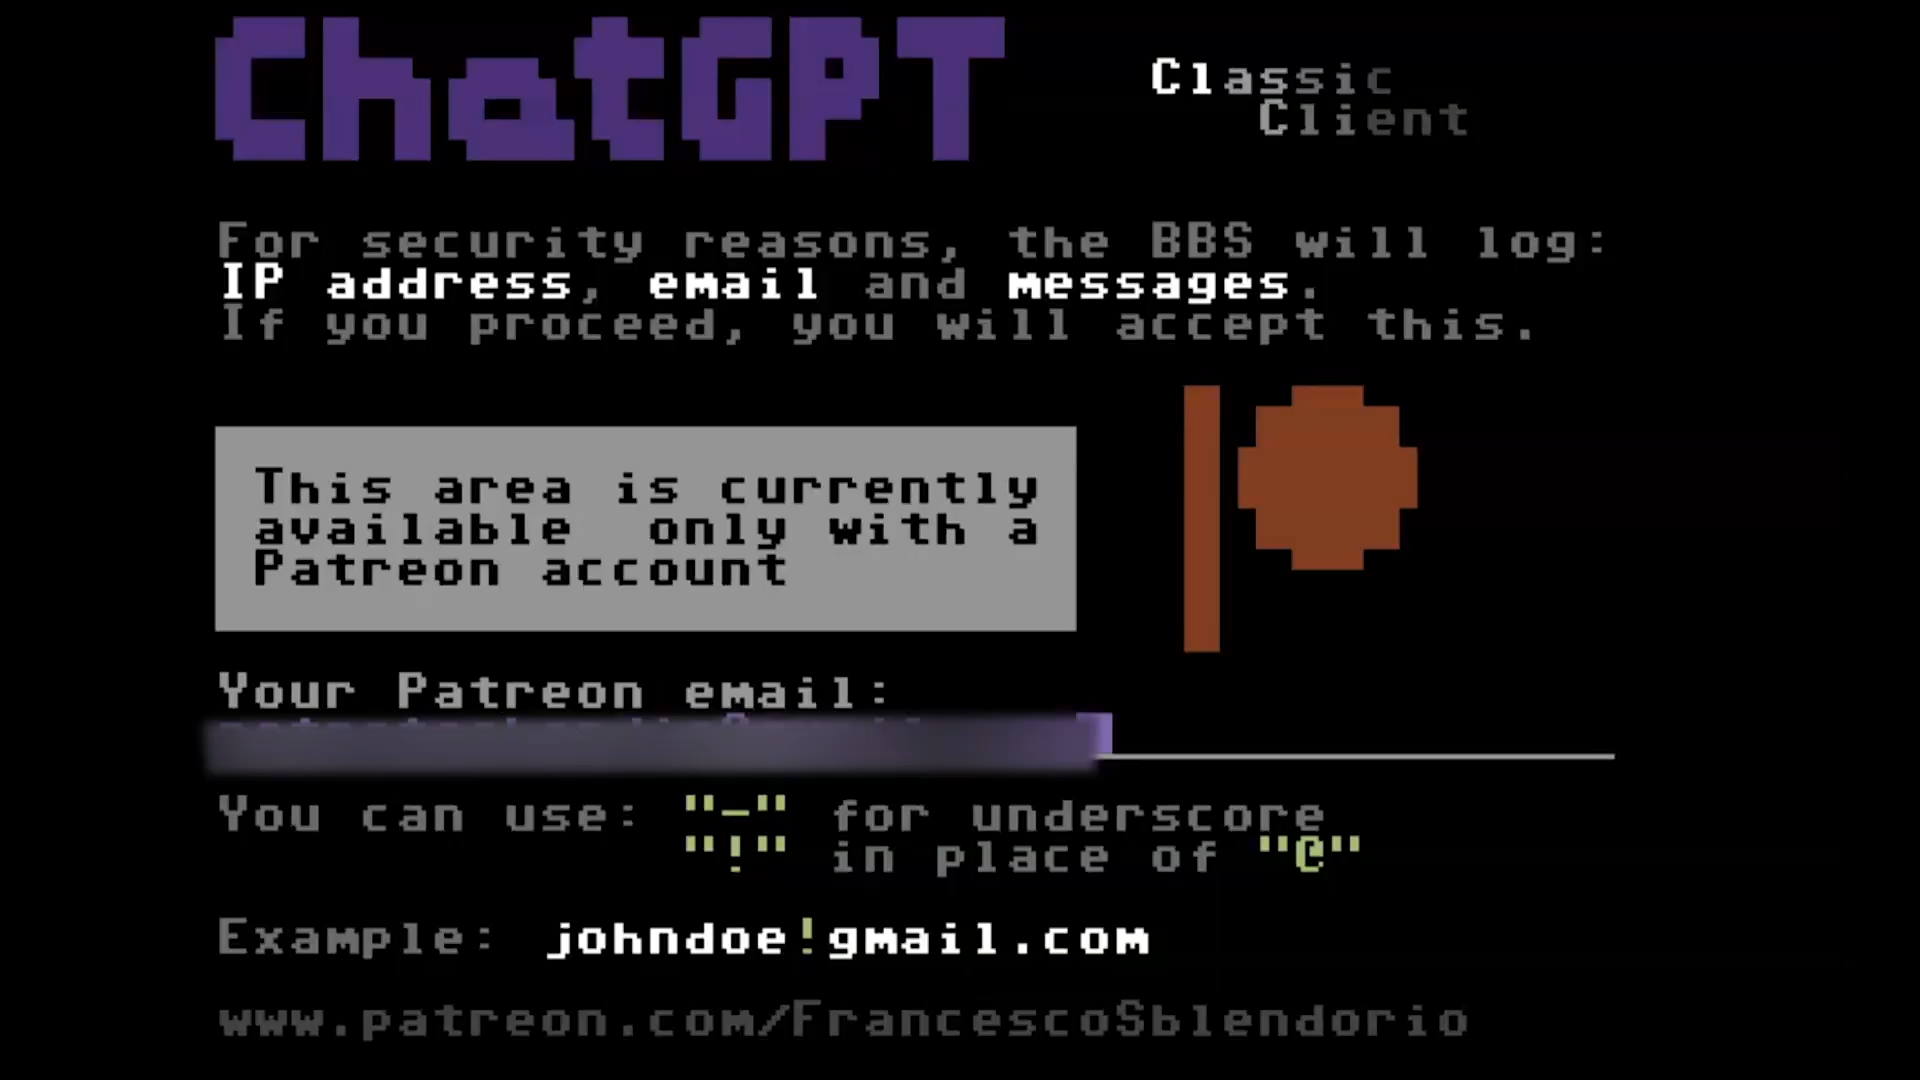 ChatGPT
Classic
Client
For security reasons, the BBS will log:
IP address, email and messages.
If you proceed, you will accept this.
This area is currently
available  only with a
Patreon account
Your Patreon email:
You can use: "_" for underscore
"!" in place of "@"
Example: johndoe!gmail.com
www.patreon.com/FrancescoSblendorio